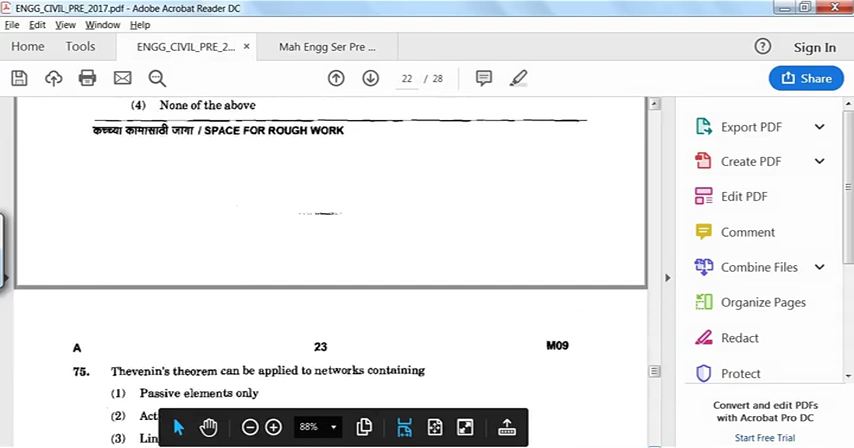 ENGG_CIVIL_PRE_2017.pdf - Adobe Acrobat Reader DC
File Edit View Window Help
Home Tools ENGG_CIVIL_PRE_2... × Mah Engg Ser Pre ... Sign In
22 / 28 Share
(4) None of the above
कच्च्या कामासाठी जागा / SPACE FOR ROUGH WORK
A 23 M09
75. Thevenin's theorem can be applied to networks containing
(1) Passive elements only
(2) Act
(3) Lin
88%
Export PDF
Create PDF
Edit PDF
Comment
Combine Files
Organize Pages
Redact
Protect
Convert and edit PDFs
with Acrobat Pro DC
Start Free Trial